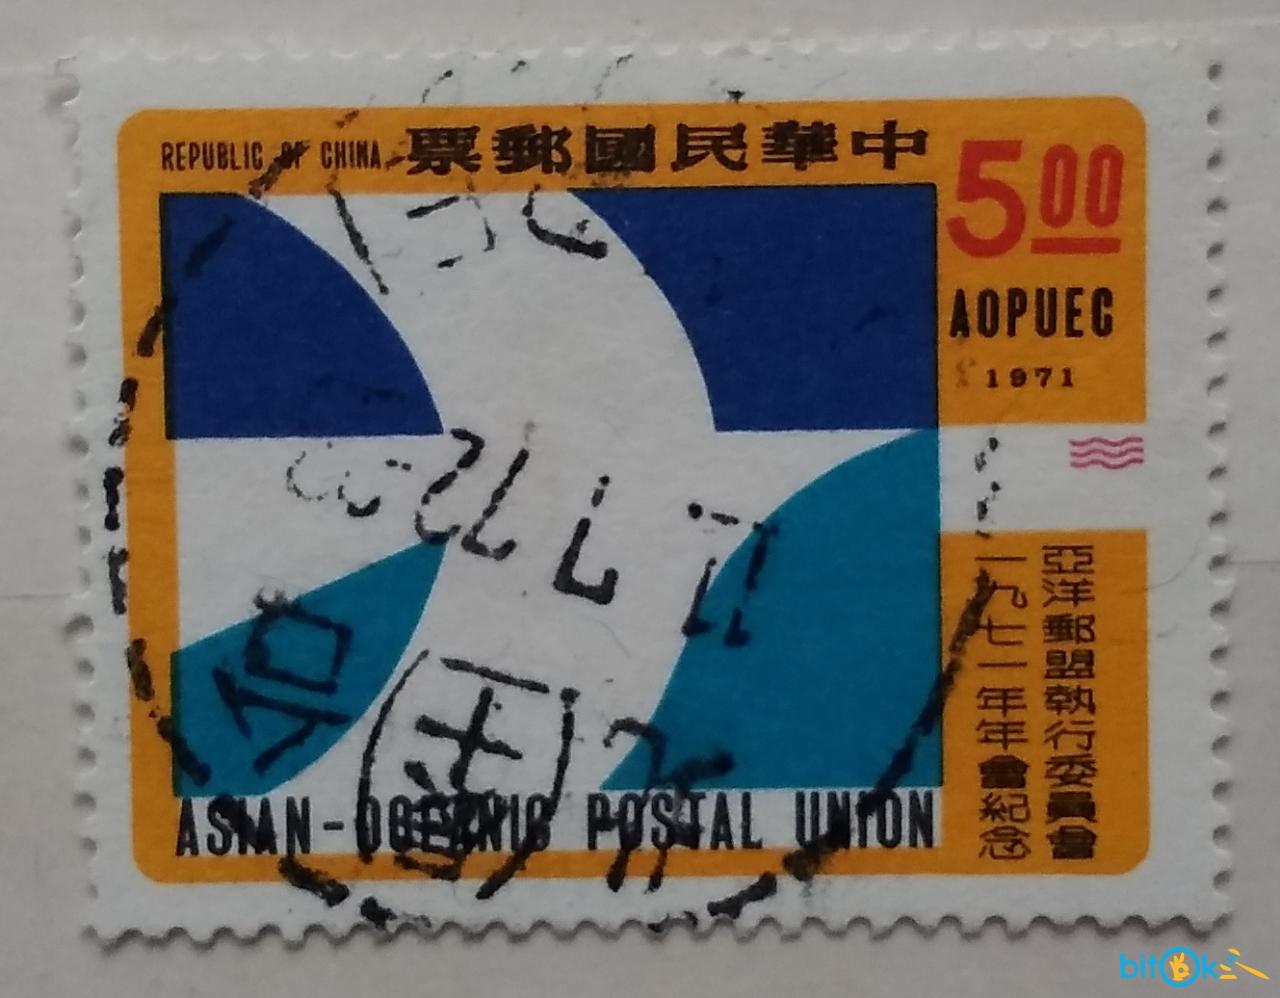 REPUBLIC OF CHINA
票郵國民華中
5.00
AOPUEC
1971
亞洋郵盟執行委員會
一九七一年年會紀念
ASIAN-OCEANIC POSTAL UNION
bitOk